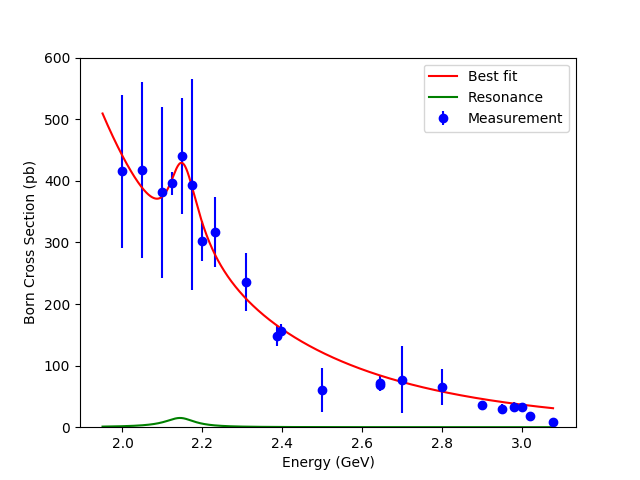 Best fit
Resonance
Measurement
600
500
400
300
200
100
0
Born Cross Section (pb)
2.0 2.2 2.4 2.6 2.8 3.0
Energy (GeV)